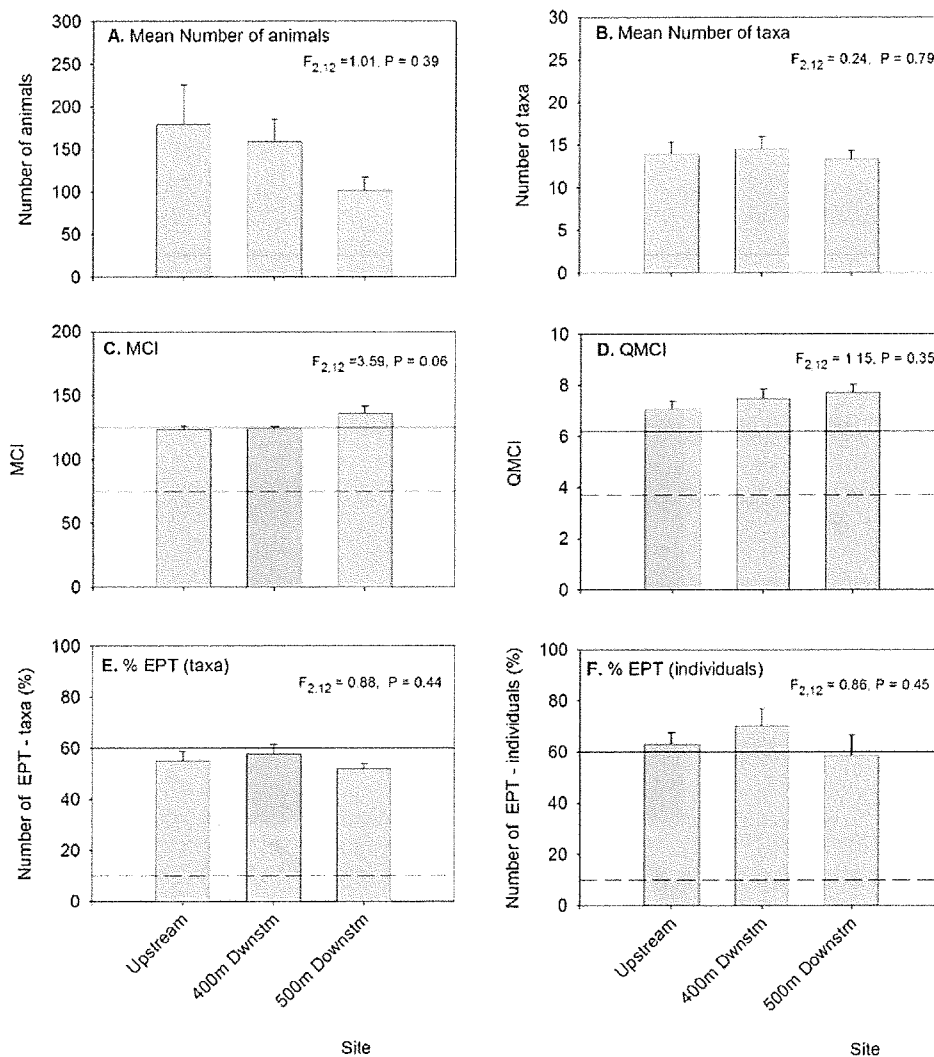 A. Mean Number of animals
F2,12 =1.01, P = 0.39
Number of animals
300
250
200
150
100
50
0
B. Mean Number of taxa
F2,12 = 0.24, P = 0.79
Number of taxa
30
25
20
15
10
5
0
C. MCI
F2,12 =3.59, P = 0.06
MCI
200
150
100
50
0
D. QMCI
F2,12 = 1.15, P = 0.35
QMCI
10
8
6
4
2
0
E. % EPT (taxa)
F2,12 = 0.88, P = 0.44
Number of EPT - taxa (%)
100
80
60
40
20
0
Upstream
400m Dwnstm
500m Downstm
Site
F. % EPT (individuals)
F2,12 = 0.86, P = 0.45
Number of EPT - individuals (%)
100
80
60
40
20
0
Upstream
400m Dwnstm
500m Downstm
Site